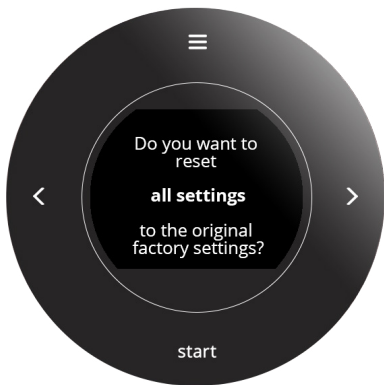 Do you want to
reset
all settings
to the original
factory settings?
start